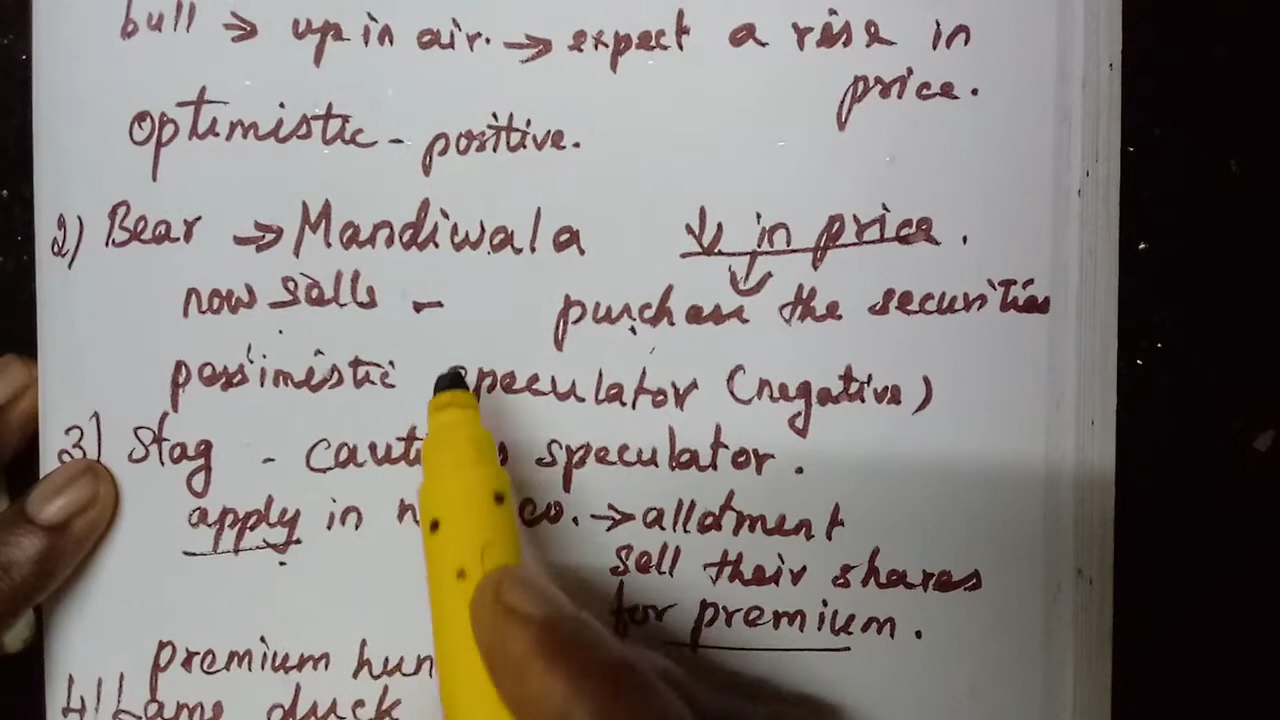 bull → up in air. → expect a rise in
price.
Optimistic - positive.
2) Bear → Mandiwala ↓ in price.
now sells - purchase the securities
pessimistic speculator (negative)
3) Stag - speculator.
apply in co. → allotment
sell their shares
for premium.
premium
4) Lame duck